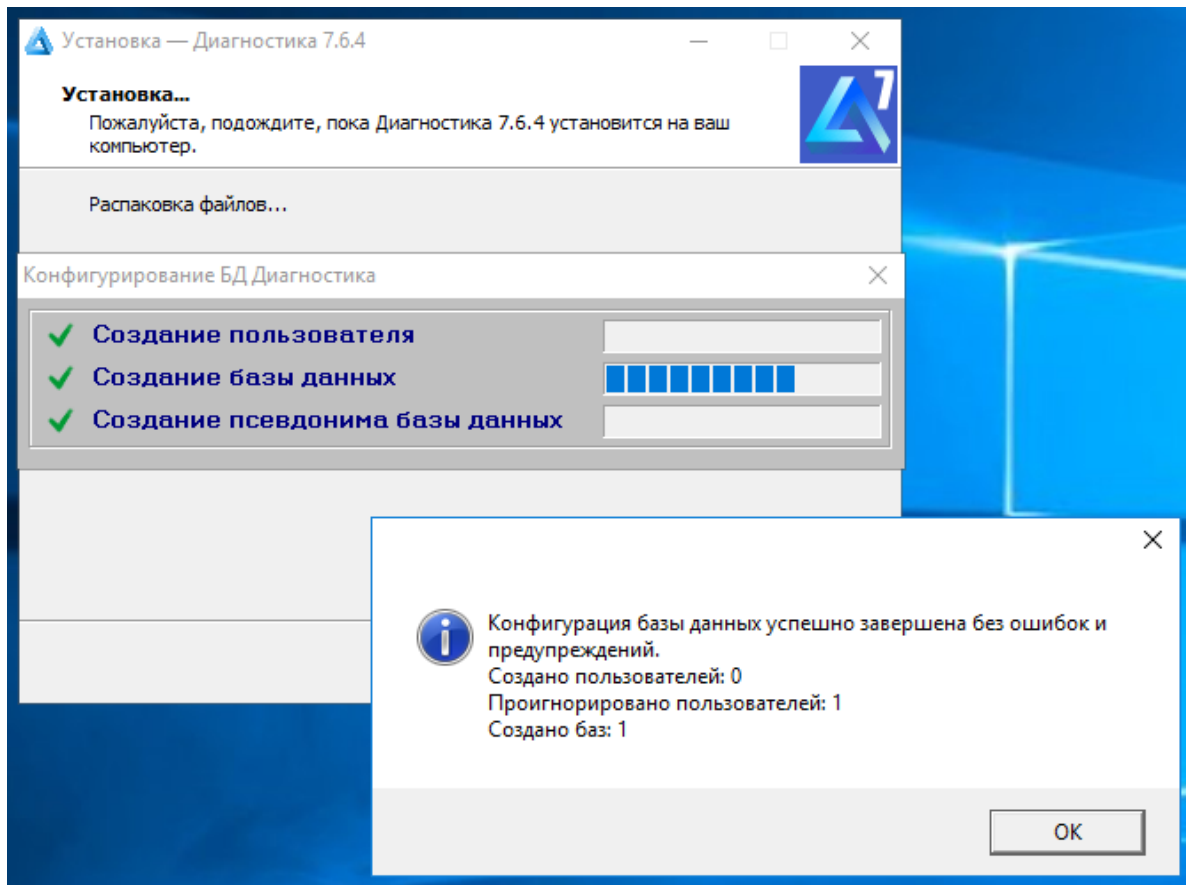 Установка — Диагностика 7.6.4
Установка...
Пожалуйста, подождите, пока Диагностика 7.6.4 установится на ваш
компьютер.
7
Распаковка файлов...
Конфигурирование БД Диагностика
Создание пользователя
Создание базы данных
Создание псевдонима базы данных
Конфигурация базы данных успешно завершена без ошибок и
предупреждений.
Создано пользователей: 0
Проигнорировано пользователей: 1
Создано баз: 1
OK